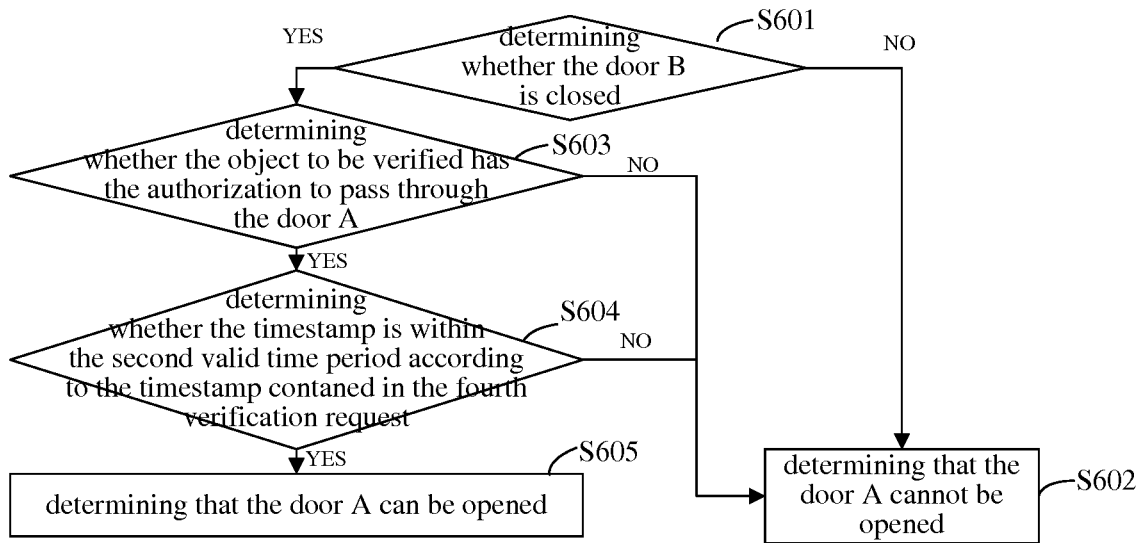 S601
YES
determining
whether the door B
is closed
NO
determining
whether the object to be verified has
the authorization to pass through
the door A
S603
NO
YES
determining
whether the timestamp is within
the second valid time period according
to the timestamp contaned in the fourth
verification request
S604
NO
YES
S605
determining that the door A can be opened
determining that the
door A cannot be
opened
S602